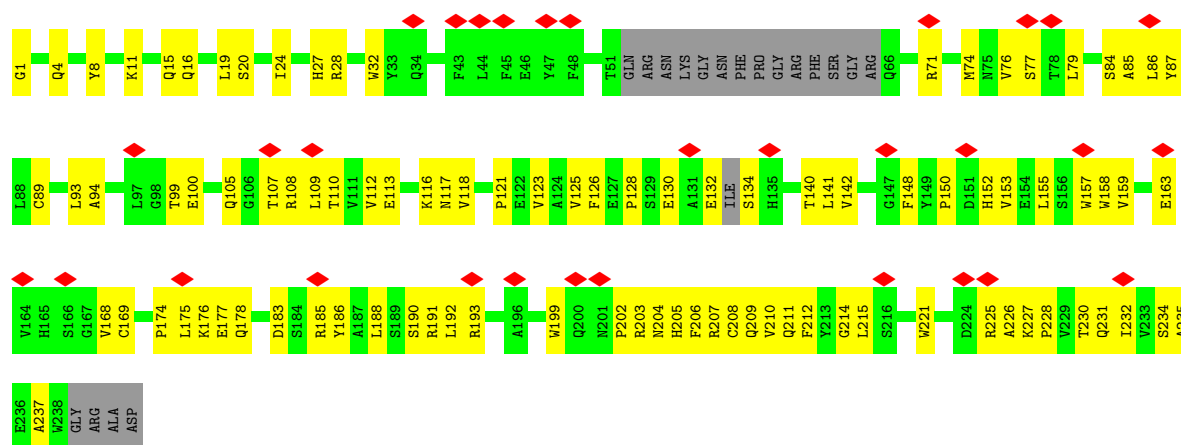 G1 Q4 Y8 K11 Q15 Q16 L19 S20 I24 H27 R28 W32 Y33 Q34 F43 L44 F45 E46 Y47 F48 T51 GLN ARG ASN LYS GLY ASN PHE PRO GLY ARG PHE SER GLY ARG Q66 R71 M74 N75 V76 S77 T78 L79 S84 A85 L86 Y87
L88 C89 L93 A94 L97 G98 T99 E100 Q105 G106 T107 R108 L109 T110 V111 V112 E113 K116 N117 V118 P121 E122 V123 A124 V125 F126 E127 P128 S129 E130 A131 E132 ILE S134 H135 T140 L141 V142 G147 F148 Y149 P150 D151 H152 V153 E154 L155 S156 W157 W158 V159 E163
V164 H165 S166 G167 V168 C169 P174 L175 K176 E177 Q178 D183 S184 R185 Y186 A187 L188 S189 S190 R191 L192 R193 A196 W199 Q200 N201 P202 R203 N204 H205 F206 R207 C208 Q209 V210 Q211 F212 Y213 G214 L215 S216 W221 D224 R225 A226 K227 P228 V229 T230 Q231 I232 V233 S234 A235
E236 A237 W238 GLY ARG ALA ASP